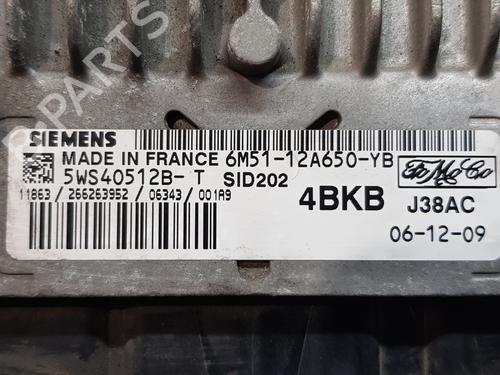 B-PARTS
SIEMENS
MADE IN FRANCE 6M51-12A650-YB
5WS40512B- T SID202
11863 / 266263952 / 06343 / 001A9
4BKB
FoMoCo
J38AC
06-12-09